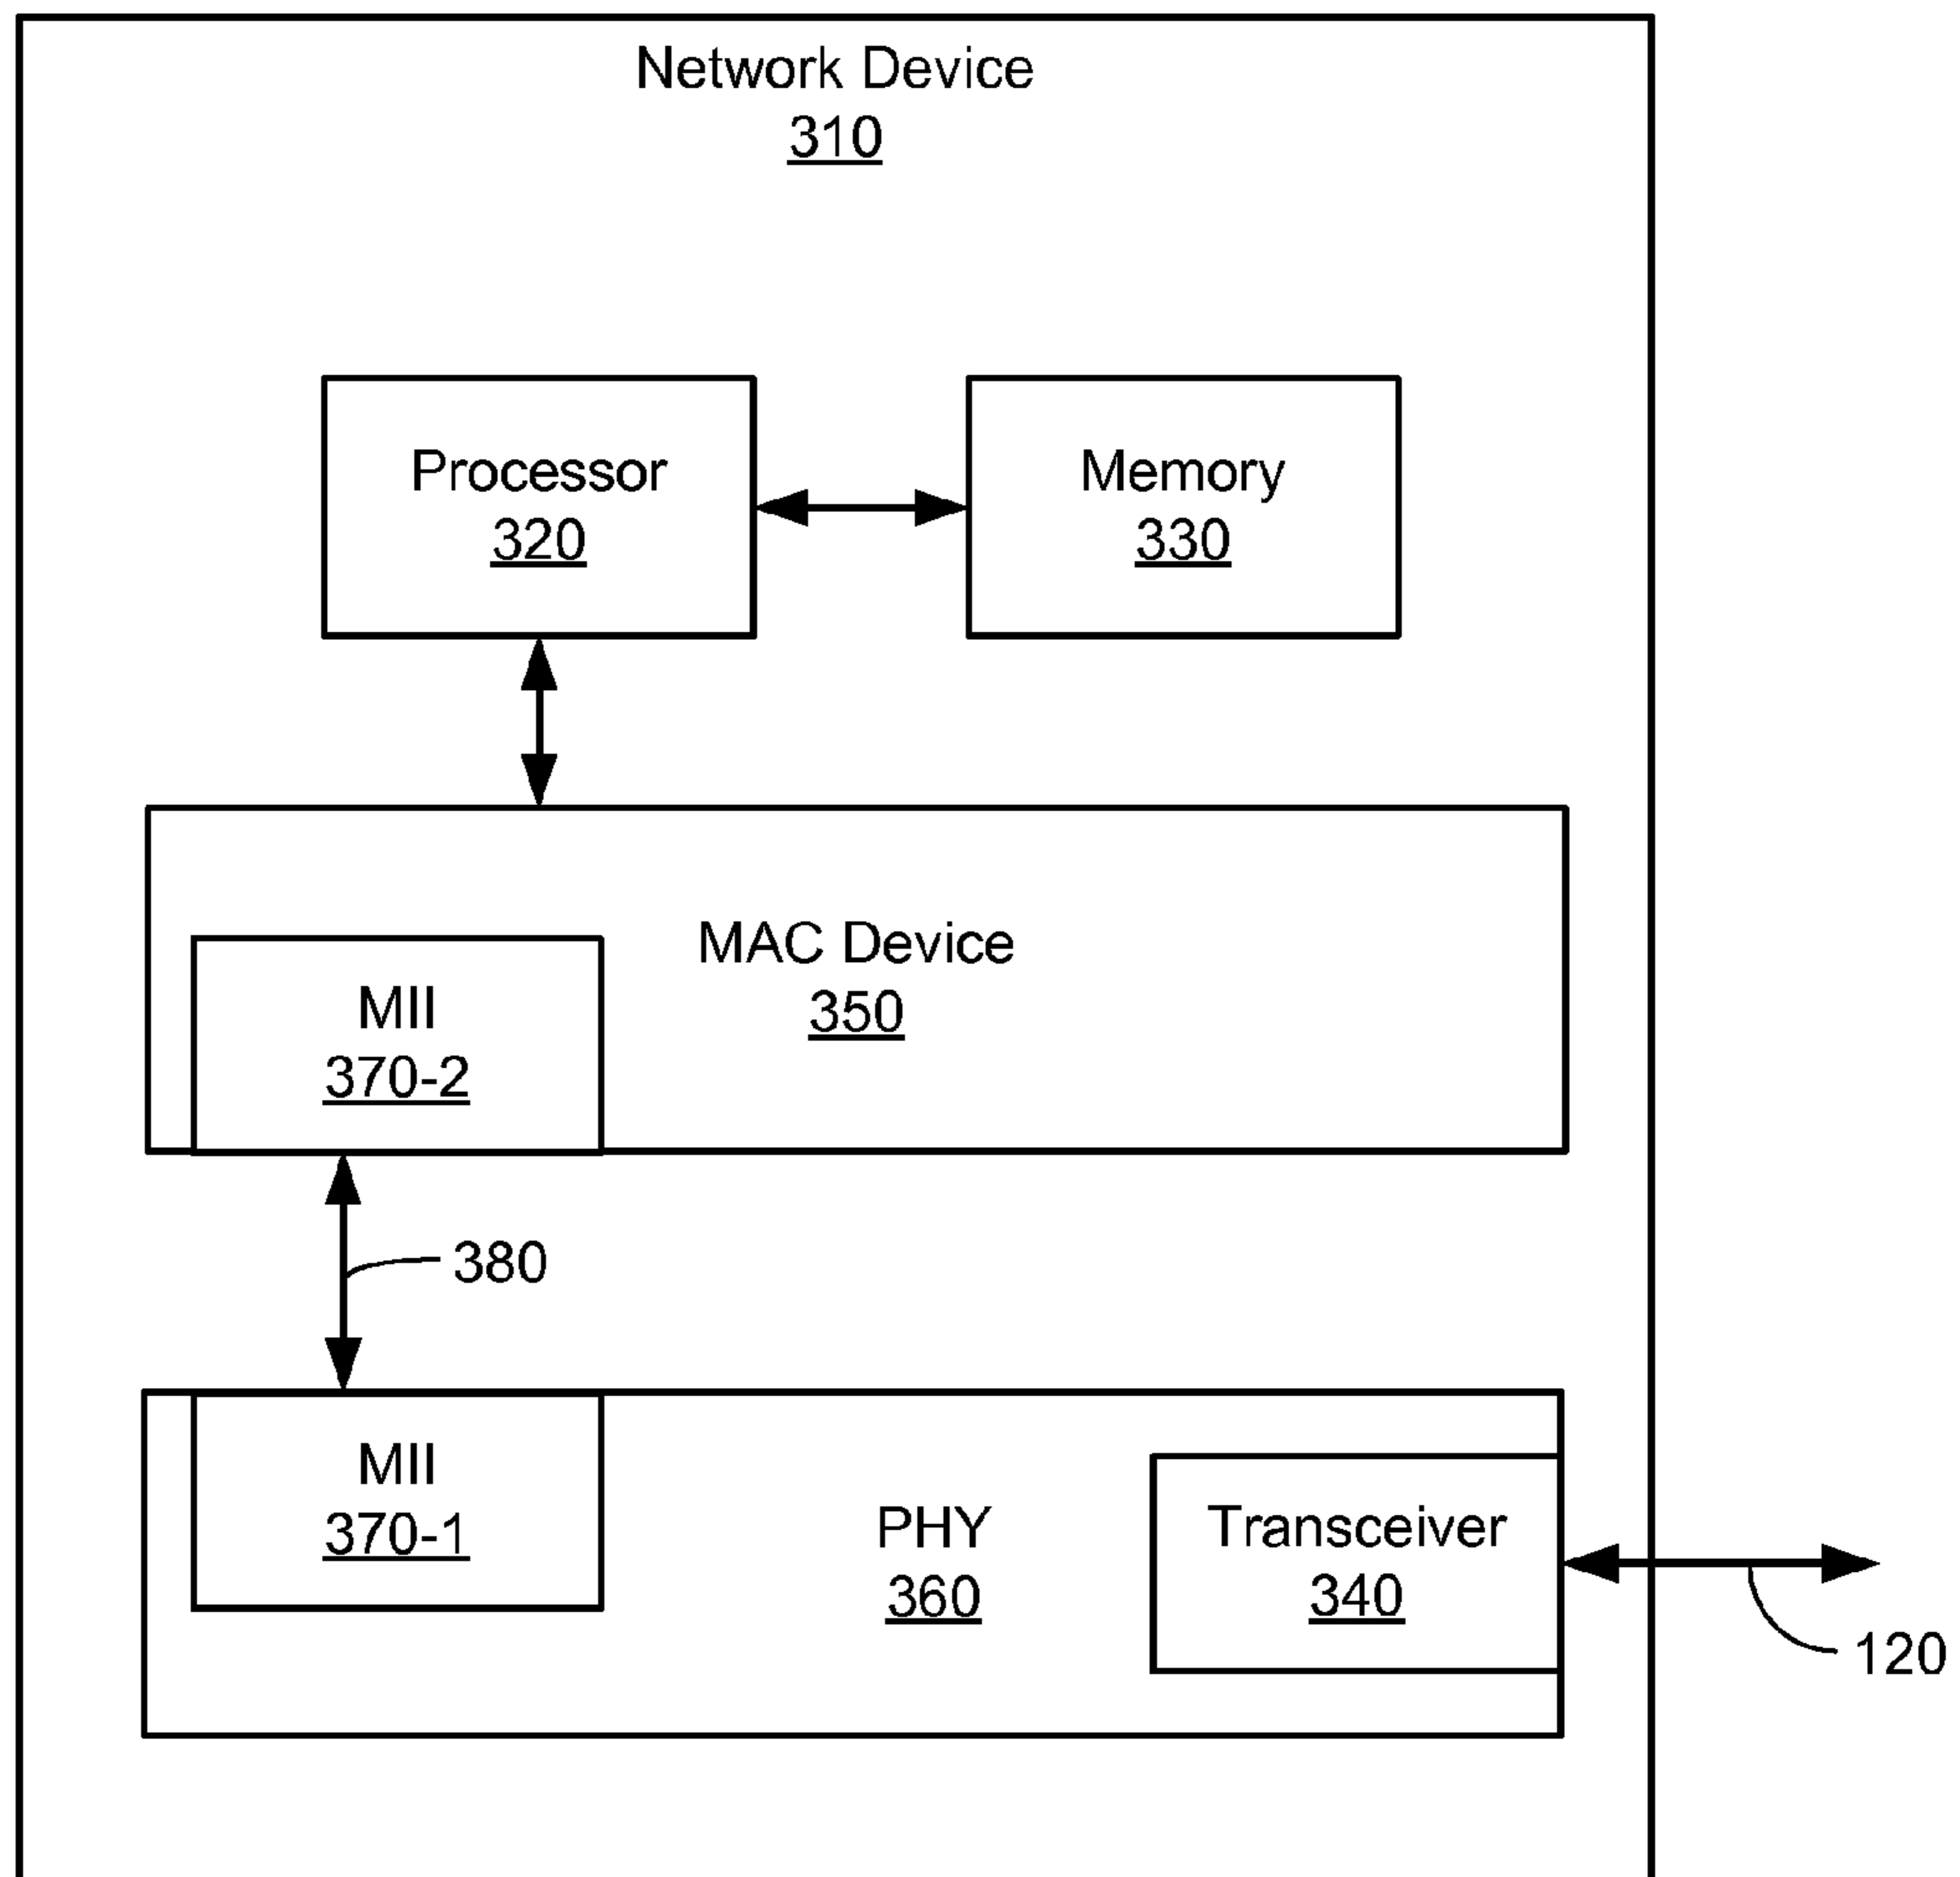 Network Device
310
Processor
320
Memory
330
MAC Device
350
MII
370-2
380
MII
370-1
PHY
360
Transceiver
340
120